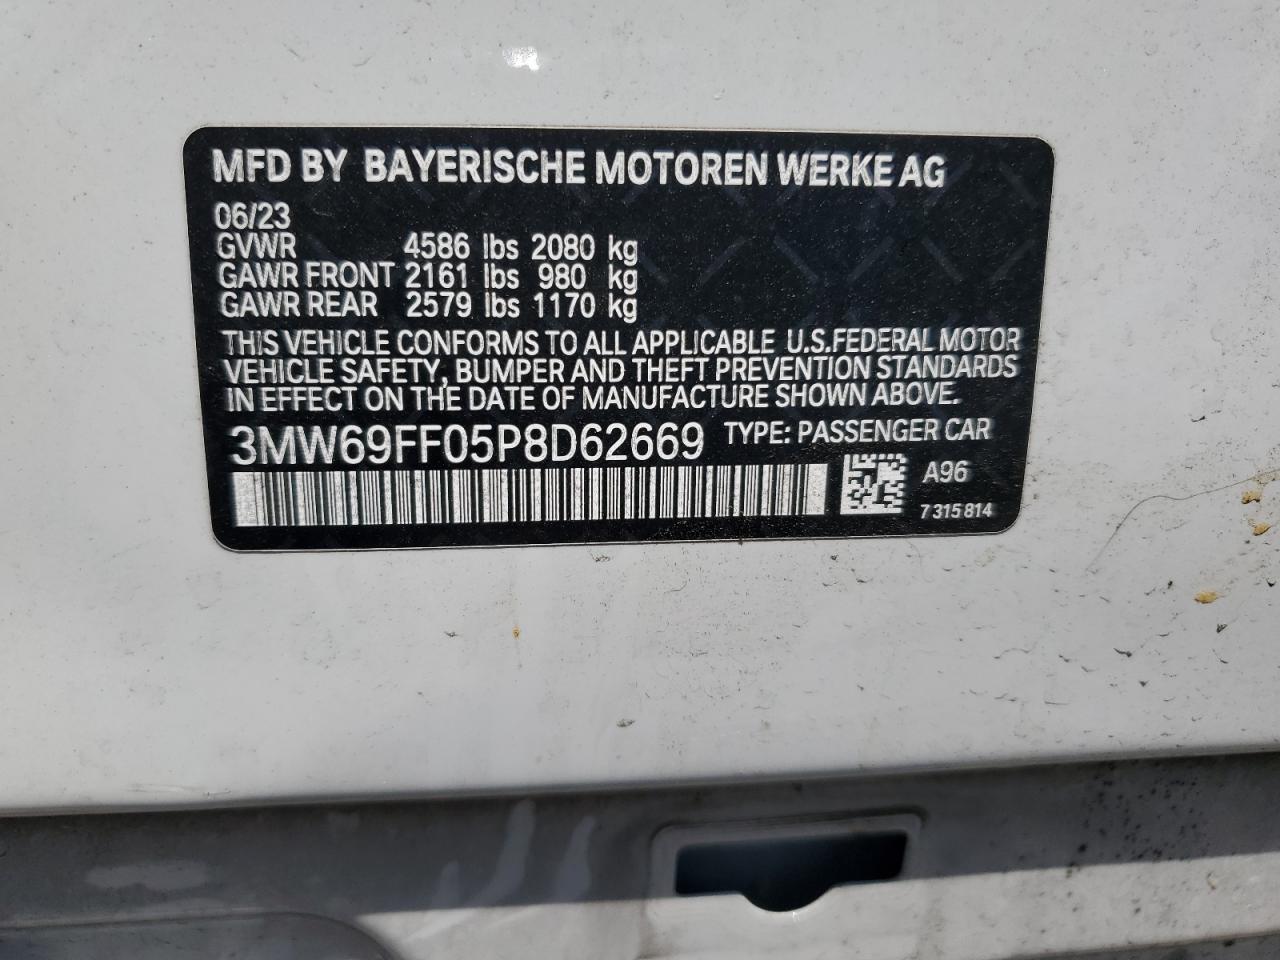 MFD BY BAYERISCHE MOTOREN WERKE AG
06/23
GVWR 4586 lbs 2080 kg
GAWR FRONT 2161 lbs 980 kg
GAWR REAR 2579 lbs 1170 kg
THIS VEHICLE CONFORMS TO ALL APPLICABLE U.S.FEDERAL MOTOR
VEHICLE SAFETY, BUMPER AND THEFT PREVENTION STANDARDS
IN EFFECT ON THE DATE OF MANUFACTURE SHOWN ABOVE.
3MW69FF05P8D62669 TYPE: PASSENGER CAR
A96
7 315 814